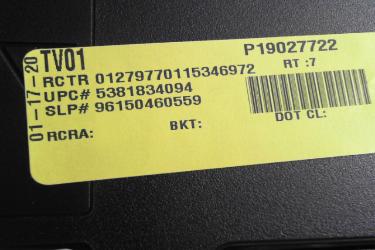 01-17-20
TV01
P19027722
RCTR 01279770115346972
RT :7
UPC# 5381834094
SLP# 96150460559
RCRA:
BKT:
DOT CL: